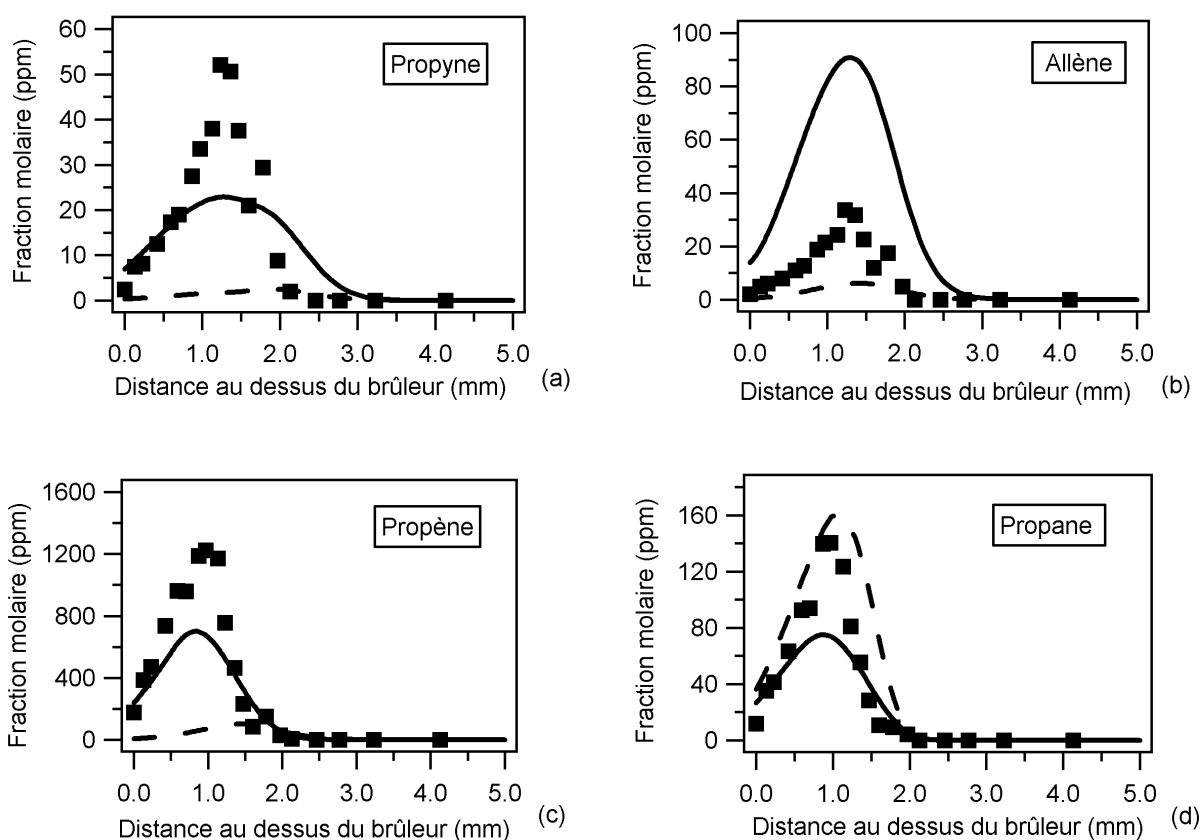 Propyne
Fraction molaire (ppm)
60
50
40
30
20
10
0
0.0 1.0 2.0 3.0 4.0 5.0
Distance au dessus du brûleur (mm)
(a)
Allène
Fraction molaire (ppm)
100
80
60
40
20
0
0.0 1.0 2.0 3.0 4.0 5.0
Distance au dessus du brûleur (mm)
(b)
Propène
Fraction molaire (ppm)
1600
1200
800
400
0
0.0 1.0 2.0 3.0 4.0 5.0
Distance au dessus du brûleur (mm)
(c)
Propane
Fraction molaire (ppm)
160
120
80
40
0
0.0 1.0 2.0 3.0 4.0 5.0
Distance au dessus du brûleur (mm)
(d)